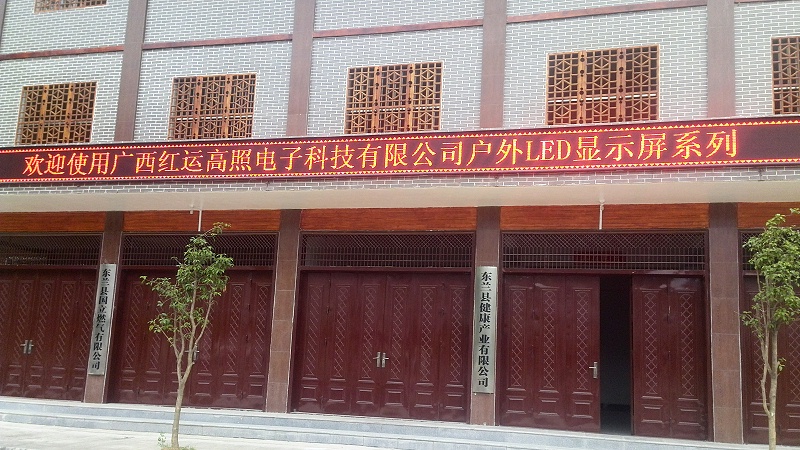 欢迎使用广西红运高照电子科技有限公司户外LED显示屏系列
东兰县国立燃气有限公司
东兰县健康产业有限公司